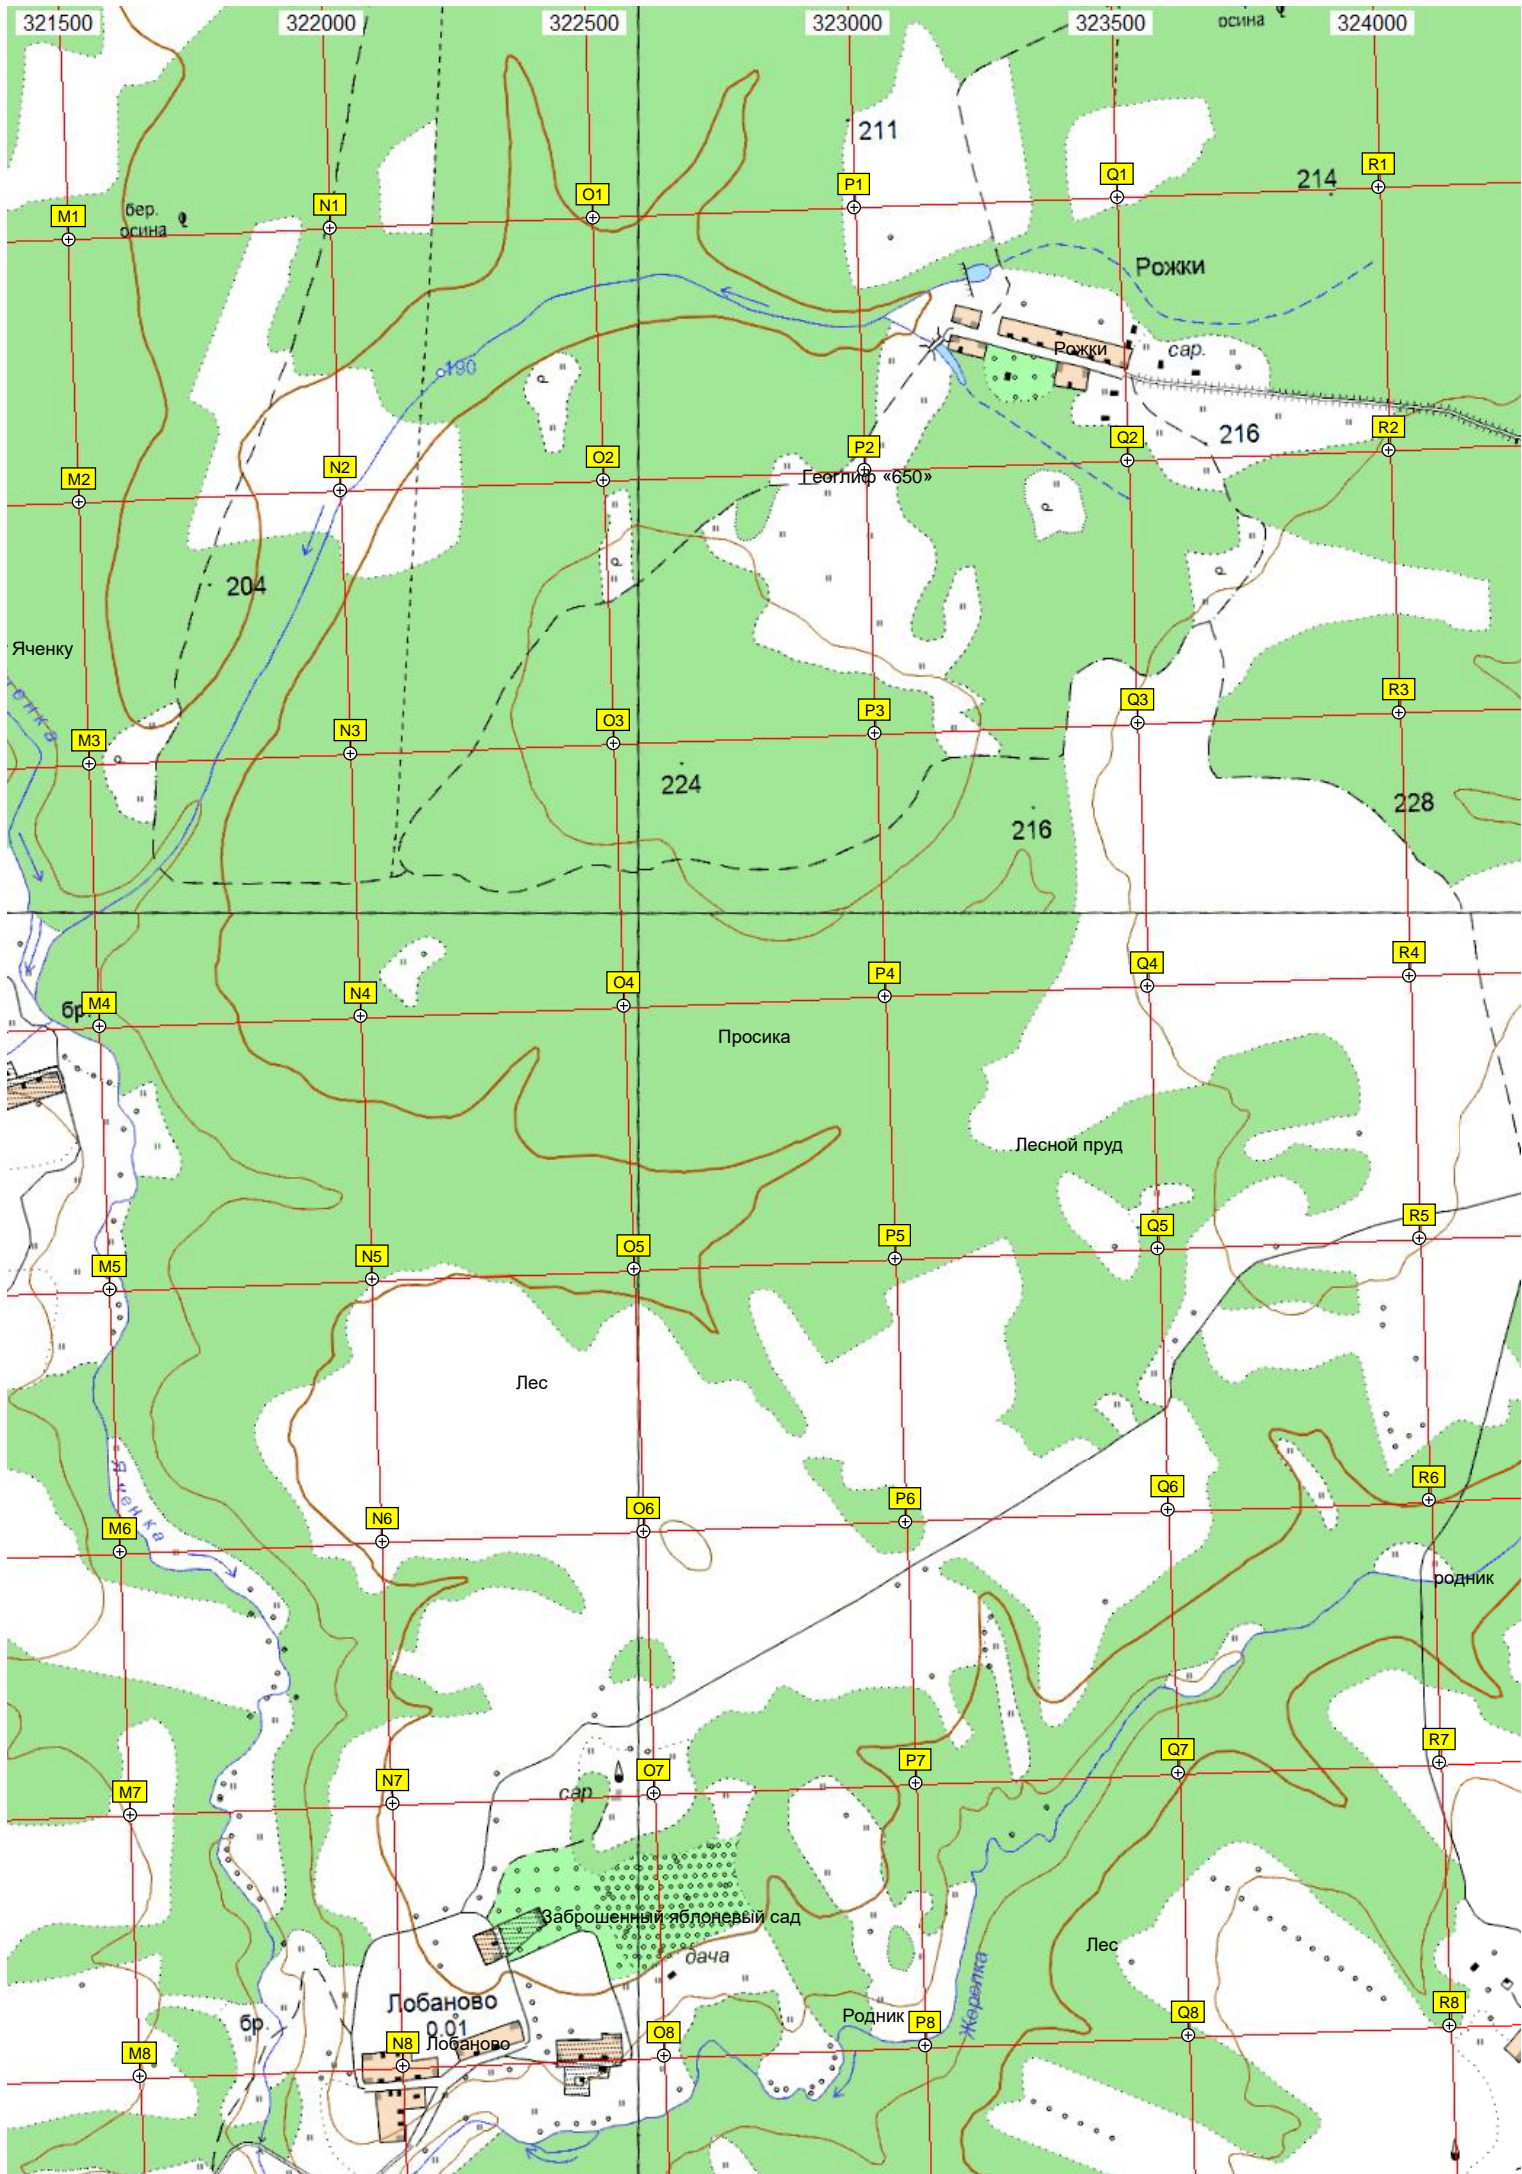 321500 322000 322500 323000 323500 324000
осина
211
214
M1 N1 O1 P1 Q1 R1
бер.
осина
Рожки
Рожки
сар.
190
216
M2 N2 O2 P2 Q2 R2
Геоглиф «650»
204
Яченку
M3 N3 O3 P3 Q3 R3
224
228
216
M4 N4 O4 P4 Q4 R4
бр.
Просика
Лесной пруд
M5 N5 O5 P5 Q5 R5
Лес
Яченка
M6 N6 O6 P6 Q6 R6
родник
M7 N7 O7 P7 Q7 R7
сар
Заброшенный яблоневый сад
дача
Лес
Жерелка
Лобаново
0.01
бр.
Родник
Лобаново
M8 N8 O8 P8 Q8 R8